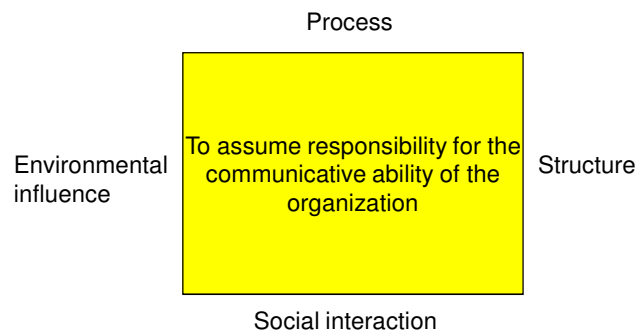 Process
To assume responsibility for the
communicative ability of the
organization
Environmental
influence
Structure
Social interaction